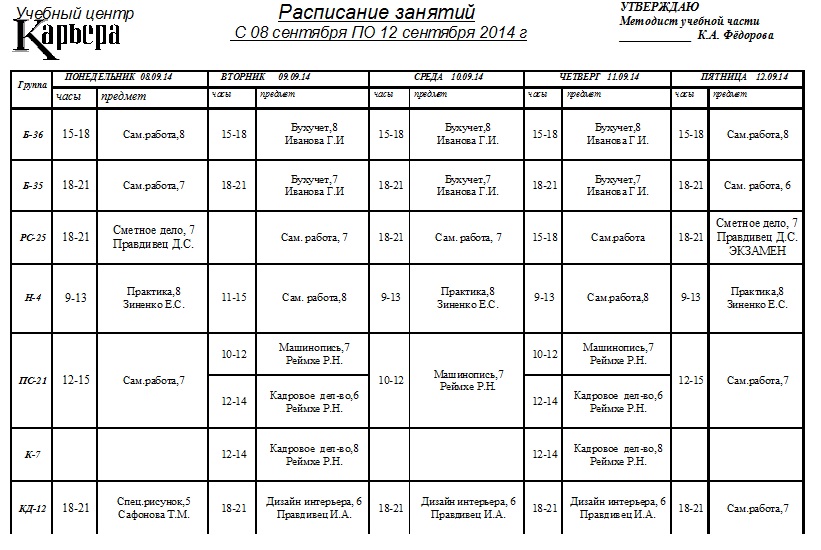 Учебный центр
Карьера
Расписание занятий
С 08 сентября ПО 12 сентября 2014 г
УТВЕРЖДАЮ
Методист учебной части
____________ К.А. Фёдорова
Группа ПОНЕДЕЛЬНИК 08.09.14 ВТОРНИК 09.09.14 СРЕДА 10.09.14 ЧЕТВЕРГ 11.09.14 ПЯТНИЦА 12.09.14
часы предмет часы предмет часы предмет часы предмет часы предмет
Б-36 15-18 Сам.работа,8 15-18 Бухучет,8 15-18 Бухучет,8 15-18 Бухучет,8 15-18 Сам.работа,8
Иванова Г.И Иванова Г.И. Иванова Г.И.
Б-35 18-21 Сам.работа,7 18-21 Бухучет,7 18-21 Бухучет,7 18-21 Бухучет,7 18-21 Сам. работа, 6
Иванова Г.И Иванова Г.И. Иванова Г.И.
РС-25 18-21 Сметное дело, 7 Сам. работа, 7 18-21 Сам. работа, 7 15-18 Сам.работа 18-21 Сметное дело, 7
Правдивец Д.С. Правдивец Д.С.
ЭКЗАМЕН
Н-4 9-13 Практика,8 11-15 Сам. работа,8 9-13 Практика,8 9-13 Сам.работа,8 9-13 Практика,8
Зиненко Е.С. Зиненко Е.С. Зиненко Е.С.
ПС-21 12-15 Сам.работа,7 10-12 Машинопись,7 10-12 Машинопись,7 10-12 Машинопись,7 12-15 Сам.работа,7
Реймхе Р.Н. Реймхе Р.Н. Реймхе Р.Н.
12-14 Кадровое дел-во,6 12-14 Кадровое дел-во,6
Реймхе Р.Н. Реймхе Р.Н.
К-7 12-14 Кадровое дел-во,8 12-14 Кадровое дел-во,8
Реймхе Р.Н. Реймхе Р.Н.
КД-12 18-21 Спец.рисунок,5 18-21 Дизайн интерьера, 6 18-21 Дизайн интерьера, 6 18-21 Дизайн интерьера, 6 18-21 Сам.работа,7
Сафонова Т.М. Правдивец И.А. Правдивец И.А. Правдивец И.А.